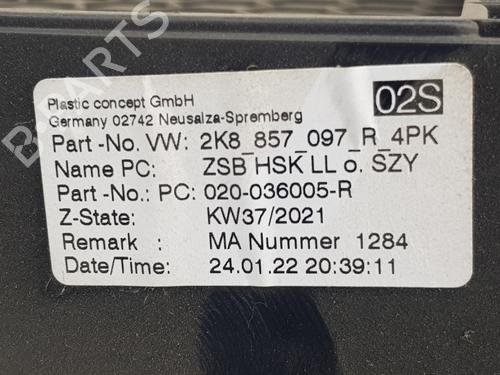 Plastic concept GmbH
Germany 02742 Neusalza-Spremberg
02S
Part -No. VW: 2K8_857_097_R_4PK
Name PC: ZSB HSK LL o. SZY
Part -No.: PC: 020-036005-R
Z-State: KW37/2021
Remark : MA Nummer 1284
Date/Time: 24.01.22 20:39:11
B-PARTS